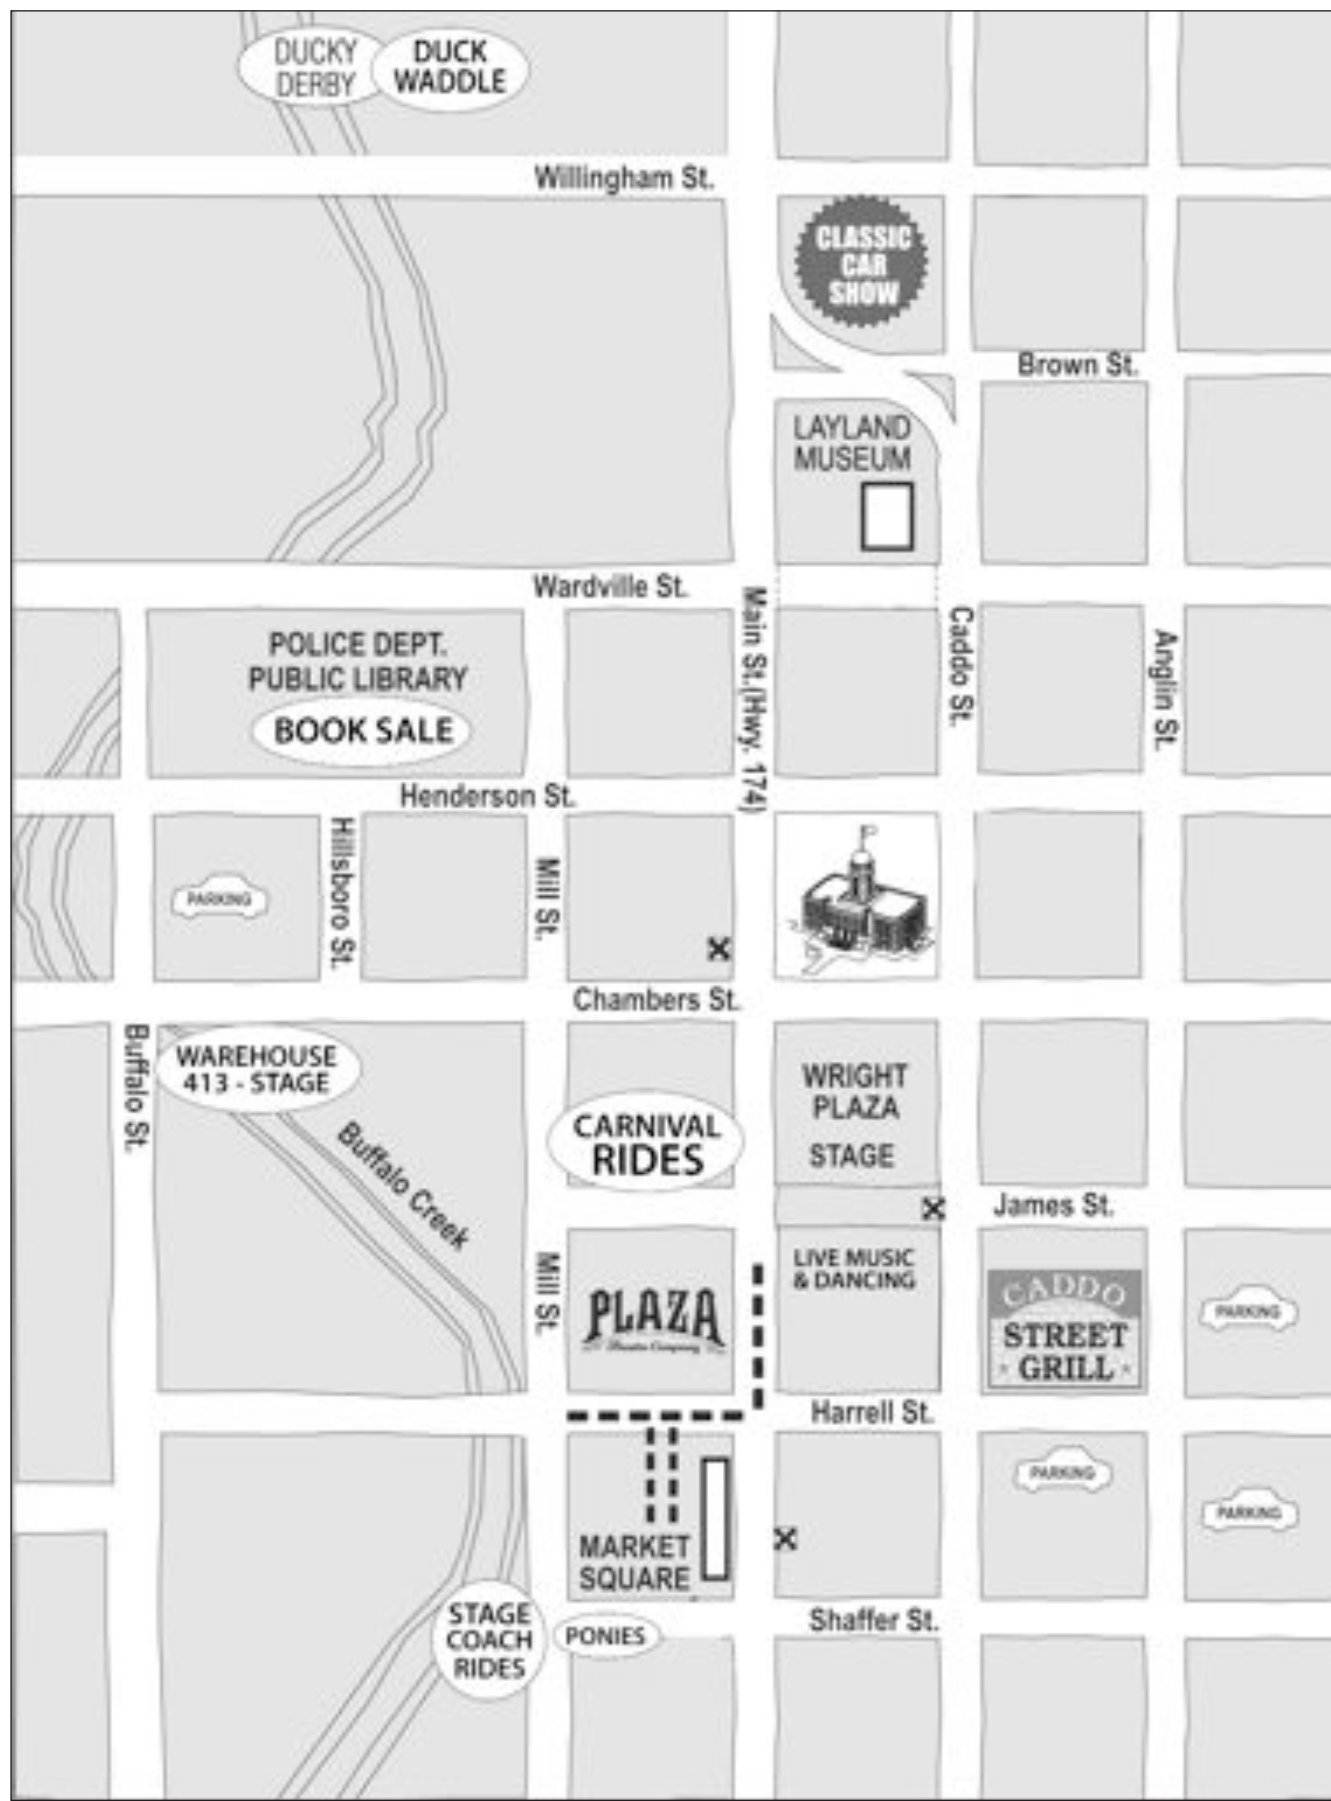 DUCKY
DERBY
DUCK
WADDLE
Willingham St.
CLASSIC
CAR
SHOW
Brown St.
LAYLAND
MUSEUM
Wardville St.
Main St.(Hwy. 174)
Caddo St.
Anglin St.
POLICE DEPT.
PUBLIC LIBRARY
BOOK SALE
Henderson St.
Hillsboro St.
Mill St.
PARKING
Chambers St.
Buffalo St.
WAREHOUSE
413 - STAGE
Buffalo Creek
CARNIVAL
RIDES
WRIGHT
PLAZA
STAGE
James St.
Mill St.
PLAZA
Theatre Company
LIVE MUSIC
& DANCING
CADDO
STREET
GRILL
PARKING
Harrell St.
PARKING
PARKING
MARKET
SQUARE
STAGE
COACH
RIDES
PONIES
Shaffer St.